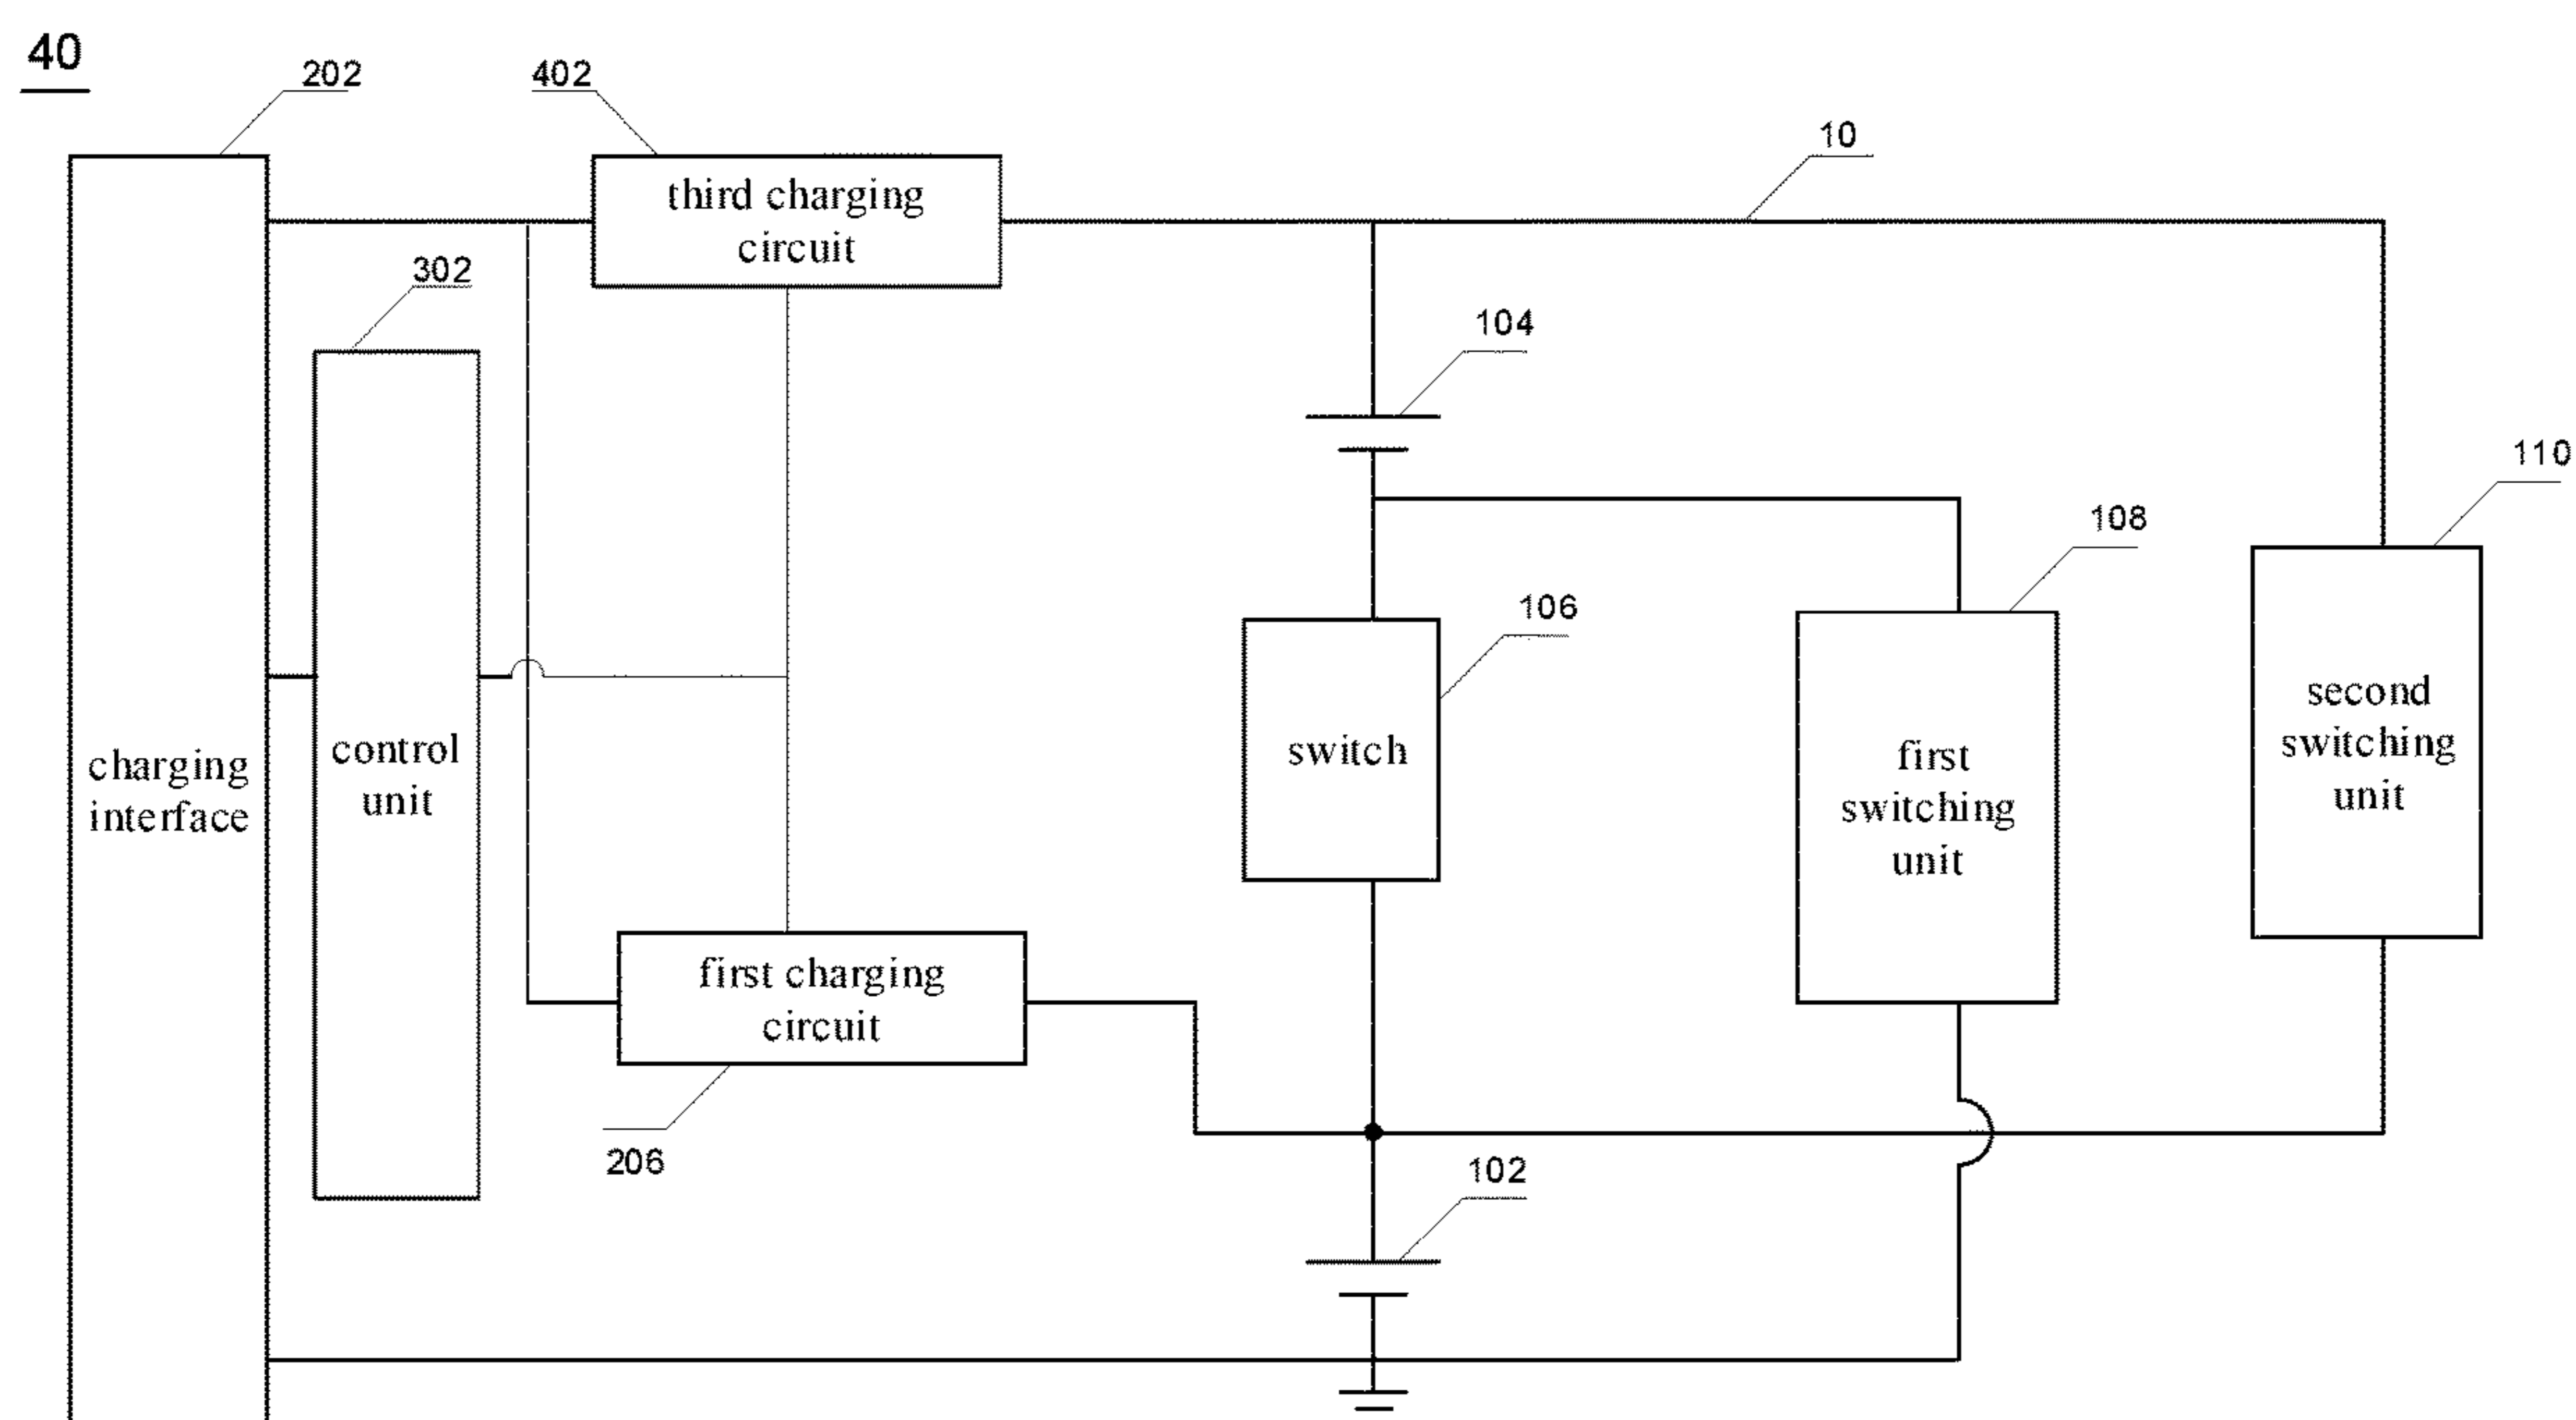 40
202
402
10
third charging
circuit
302
104
110
108
106
second
switching
unit
switch
first
switching
unit
control
unit
charging
interface
first charging
circuit
206
102